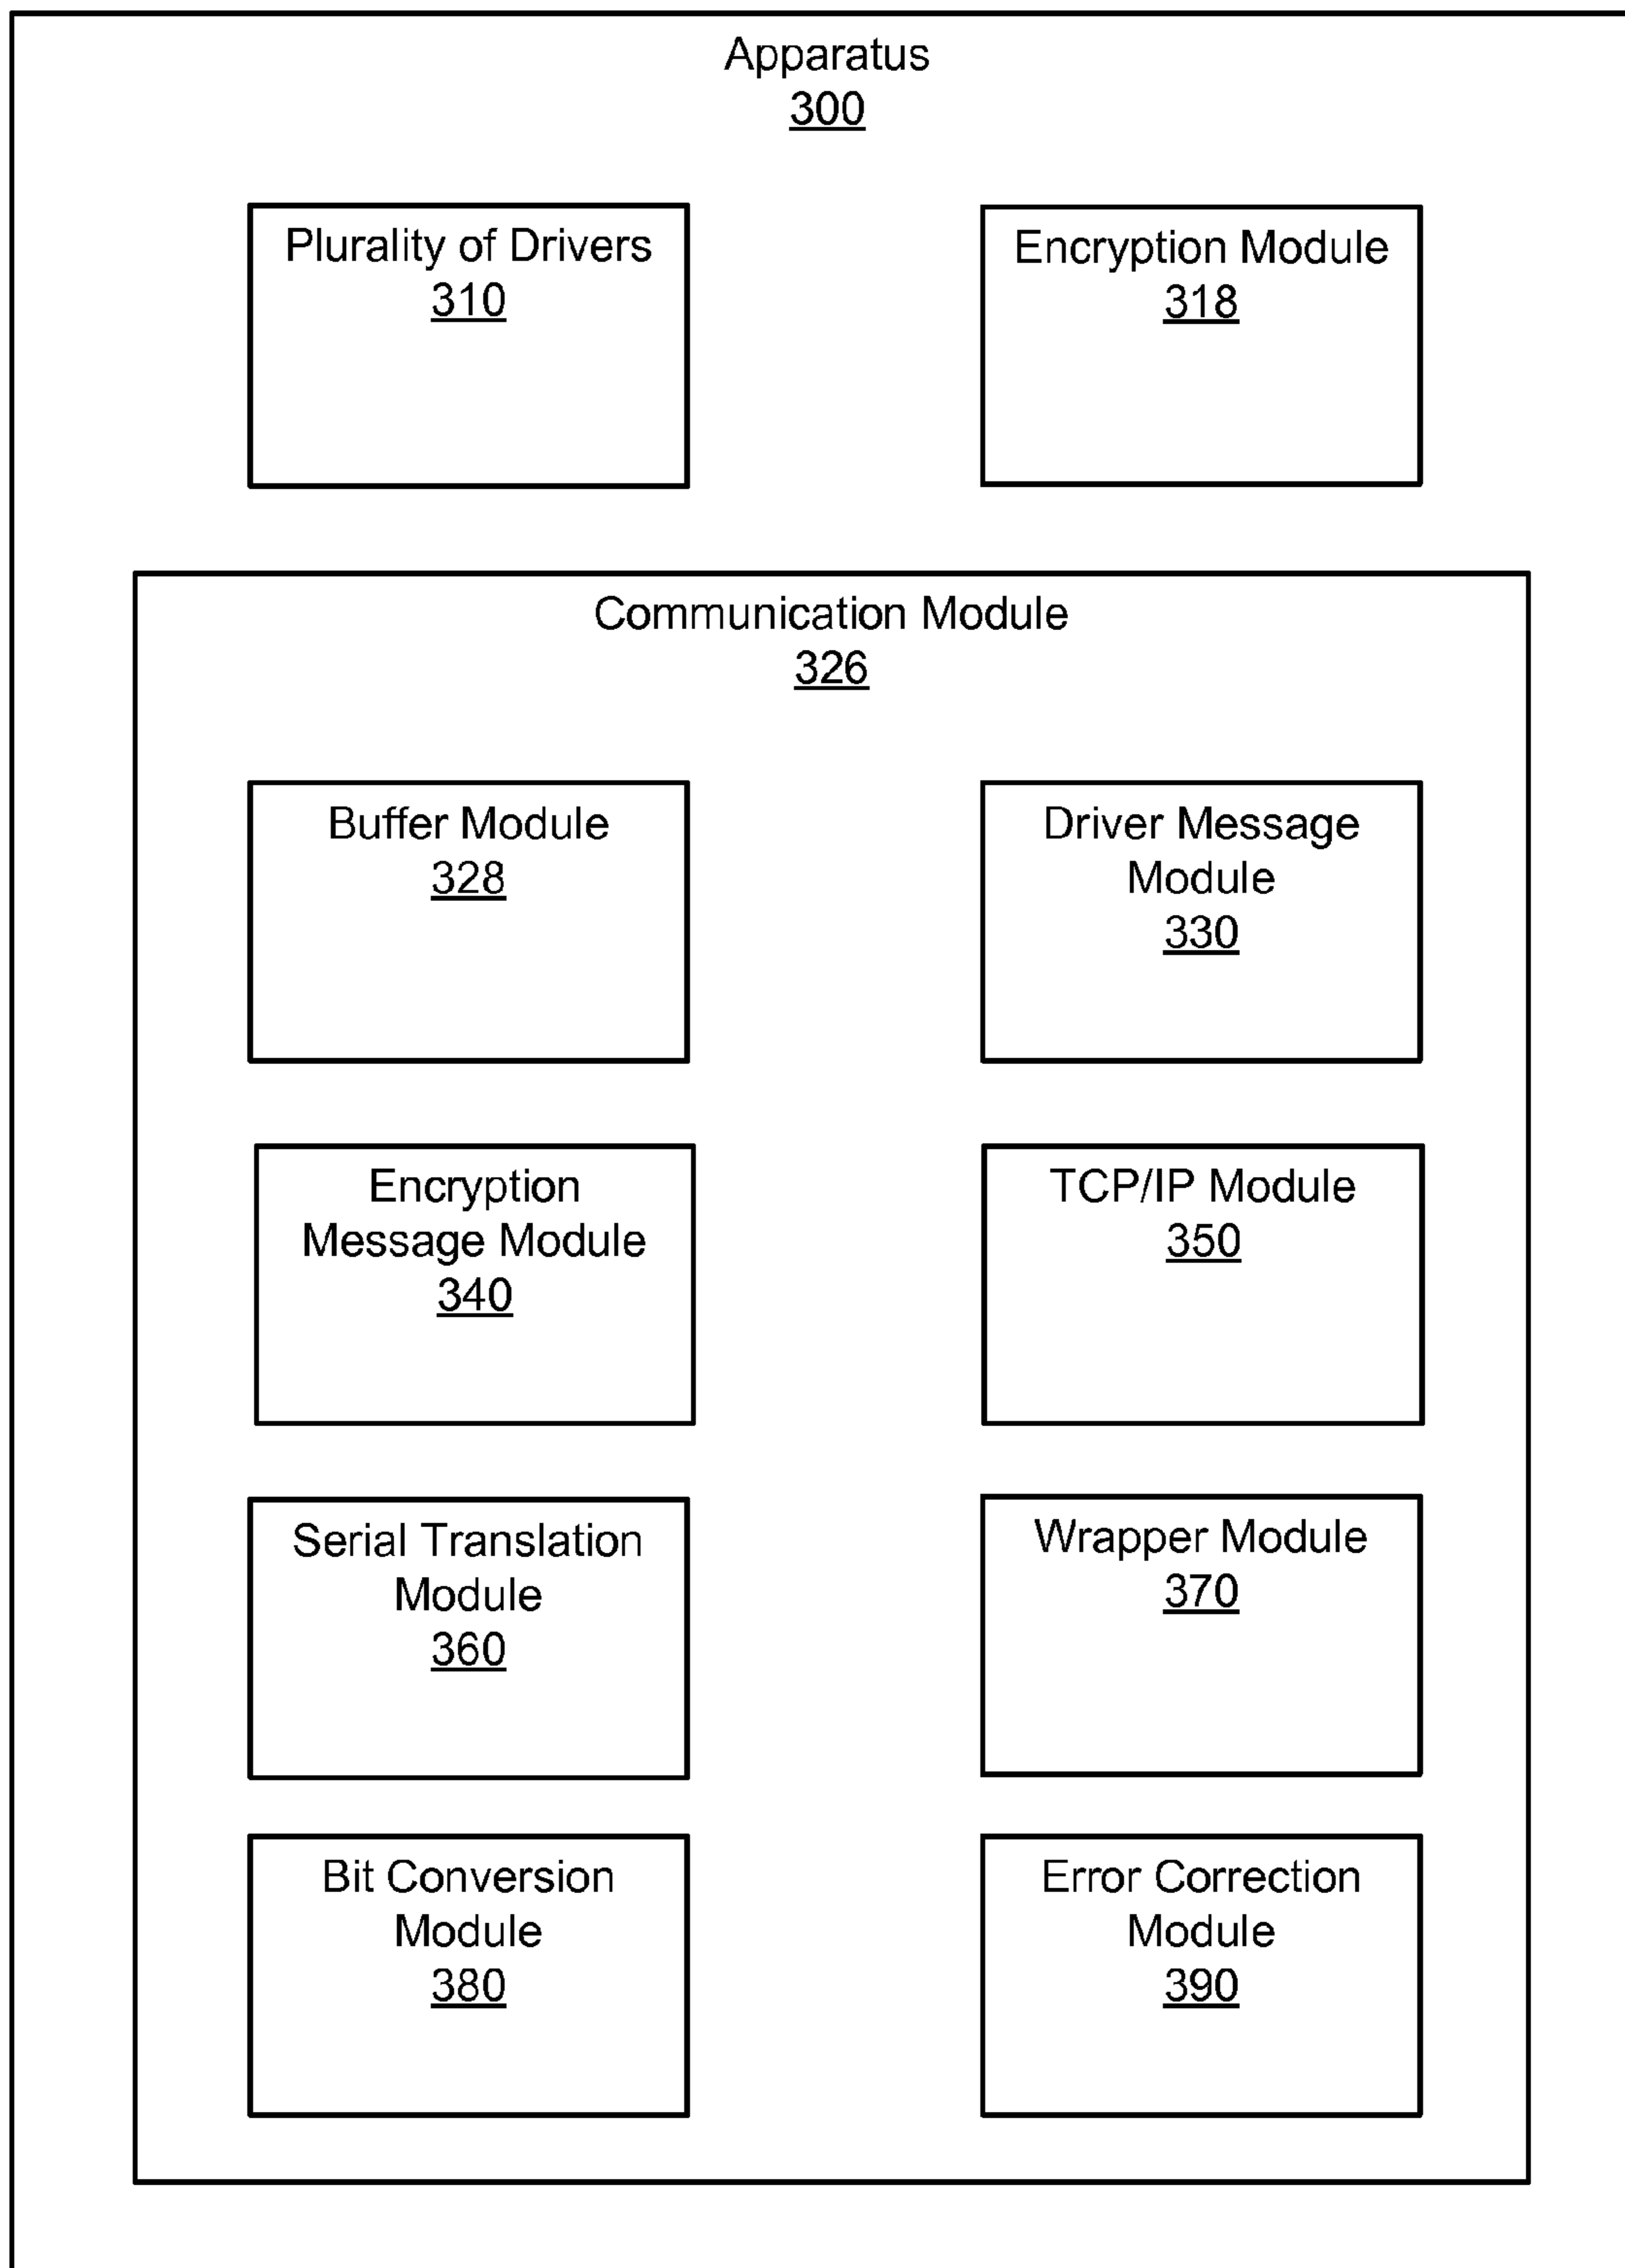 Apparatus
300
Plurality of Drivers
310
Encryption Module
318
Communication Module
326
Buffer Module
328
Driver Message
Module
330
Encryption
Message Module
340
TCP/IP Module
350
Serial Translation
Module
360
Wrapper Module
370
Bit Conversion
Module
380
Error Correction
Module
390